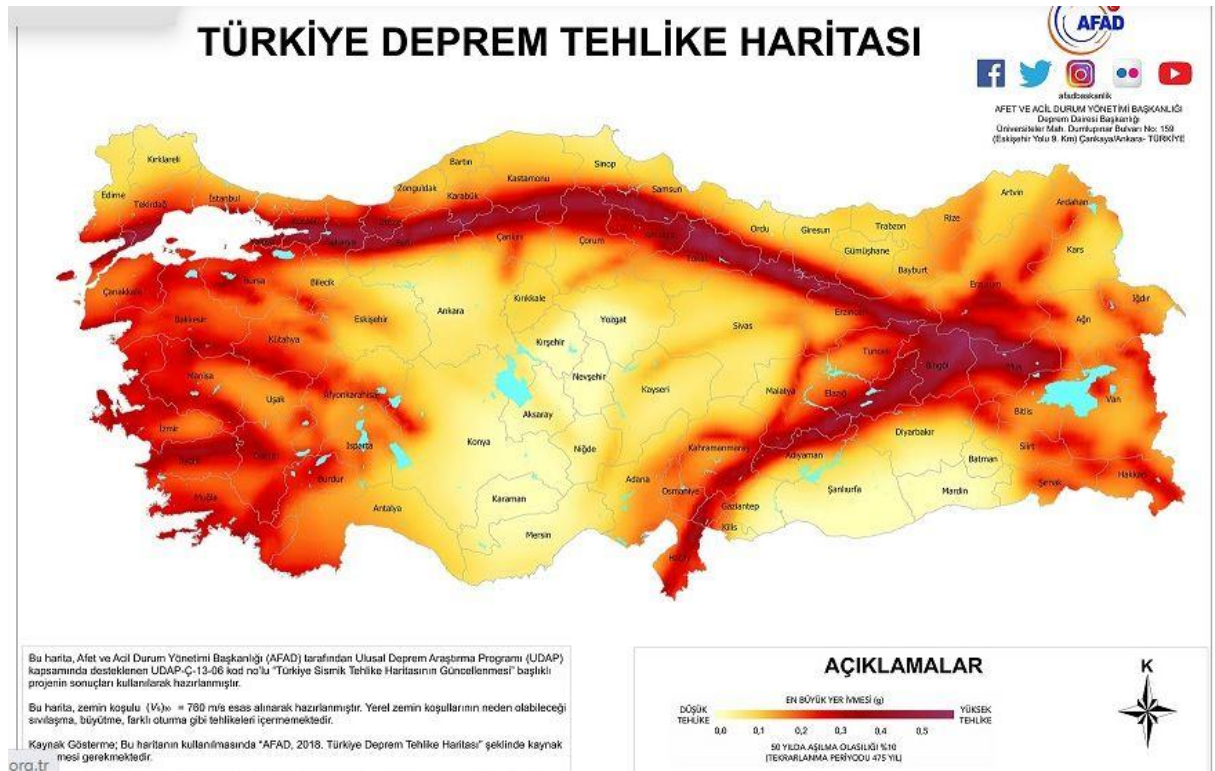 TÜRKİYE DEPREM TEHLİKE HARİTASI
AFAD
afadbaskanlik
AFET VE ACİL DURUM YÖNETİMİ BAŞKANLIĞI
Deprem Dairesi Başkanlığı
Üniversiteler Mah. Dumlupınar Bulvarı No: 159
(Eskişehir Yolu 9. Km) Çankaya/Ankara- TÜRKİYE
Kırklareli
Edirne
Tekirdağ
İstanbul
Zonguldak
Bartın
Karabük
Kastamonu
Sinop
Samsun
Ordu
Giresun
Trabzon
Rize
Artvin
Ardahan
Kars
Gümüşhane
Bayburt
Erzurum
Iğdır
Ağrı
Çankırı
Çorum
Tokat
Çanakkale
Bursa
Bilecik
Balıkesir
Eskişehir
Kütahya
Ankara
Kırıkkale
Yozgat
Sivas
Erzincan
Tunceli
Bingöl
Muş
Kırşehir
Nevşehir
Kayseri
Malatya
Elazığ
Bitlis
Van
Manisa
Uşak
Afyonkarahisar
Aksaray
İzmir
Isparta
Konya
Niğde
Kahramanmaraş
Adıyaman
Diyarbakır
Batman
Siirt
Hakkari
Şırnak
Burdur
Muğla
Antalya
Karaman
Mersin
Adana
Osmaniye
Gaziantep
Kilis
Şanlıurfa
Mardin
Hatay
Bu harita, Afet ve Acil Durum Yönetimi Başkanlığı (AFAD) tarafından Ulusal Deprem Araştırma Programı (UDAP)
kapsamında desteklenen UDAP-Ç-13-06 kod no'lu "Türkiye Sismik Tehlike Haritasının Güncellenmesi" başlıklı
projenin sonuçları kullanılarak hazırlanmıştır.
Bu harita, zemin koşulu (Vs)30 = 760 m/s esas alınarak hazırlanmıştır. Yerel zemin koşullarının neden olabileceği
sıvılaşma, büyütme, farklı oturma gibi tehlikeleri içermemektedir.
Kaynak Gösterme; Bu haritanın kullanılmasında "AFAD, 2018. Türkiye Deprem Tehlike Haritası" şeklinde kaynak
mesi gerekmektedir.
org.tr
AÇIKLAMALAR
EN BÜYÜK YER İVMESİ (g)
DÜŞÜK TEHLİKE
YÜKSEK TEHLİKE
0,0 0,1 0,2 0,3 0,4 0,5
50 YILDA AŞILMA OLASILIĞI %10
(TEKRARLANMA PERİYODU 475 YIL)
K